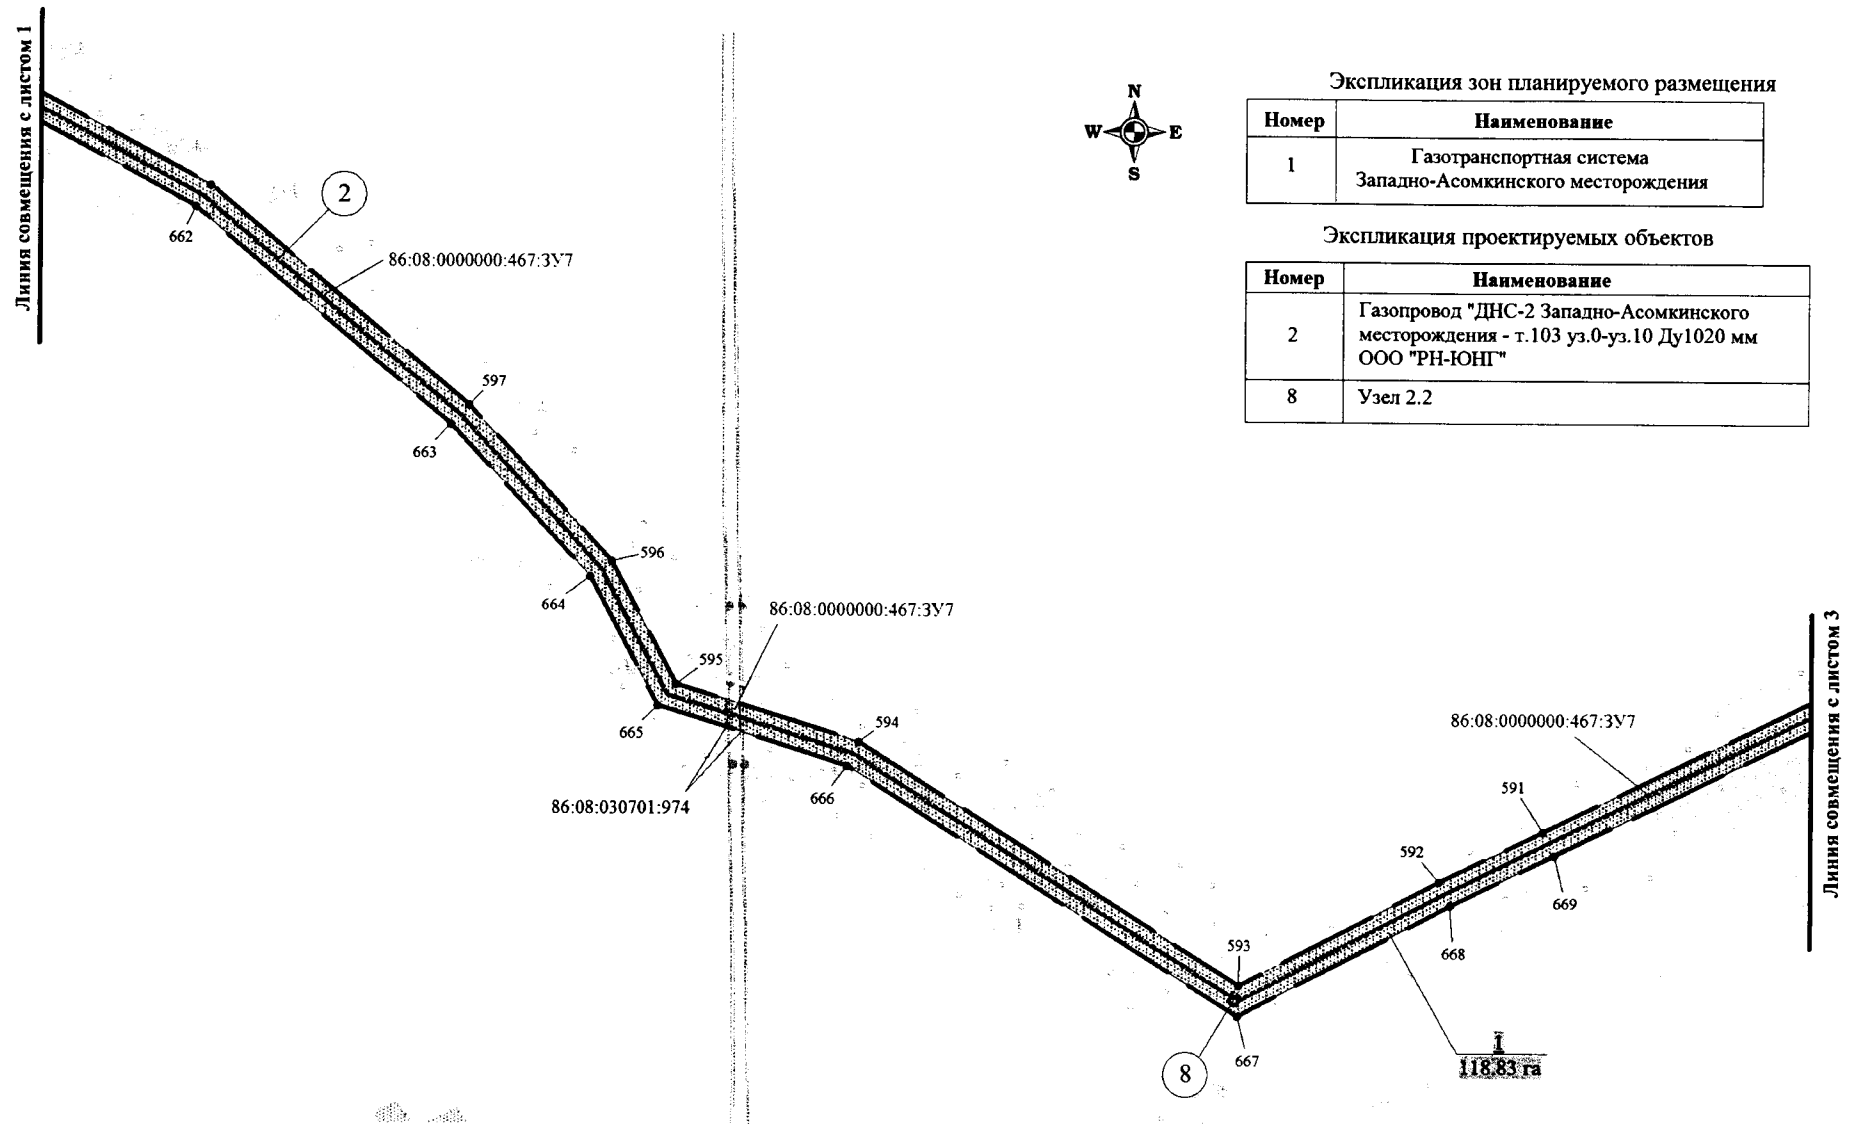 Линия совмещения с листом 1
N
W E
S
Экспликация зон планируемого размещения
Номер Наименование
1 Газотранспортная система
Западно-Асомкинского месторождения
Экспликация проектируемых объектов
Номер Наименование
2 Газопровод "ДНС-2 Западно-Асомкинского
месторождения - т.103 уз.0-уз.10 Ду1020 мм
ООО "РН-ЮНГ"
8 Узел 2.2
2
662
86:08:0000000:467:ЗУ7
597
663
596
664
86:08:0000000:467:ЗУ7
595
665
594
666
86:08:030701:974
86:08:0000000:467:ЗУ7
591
592
669
593
668
667
8
1
118.83 га
Линия совмещения с листом 3